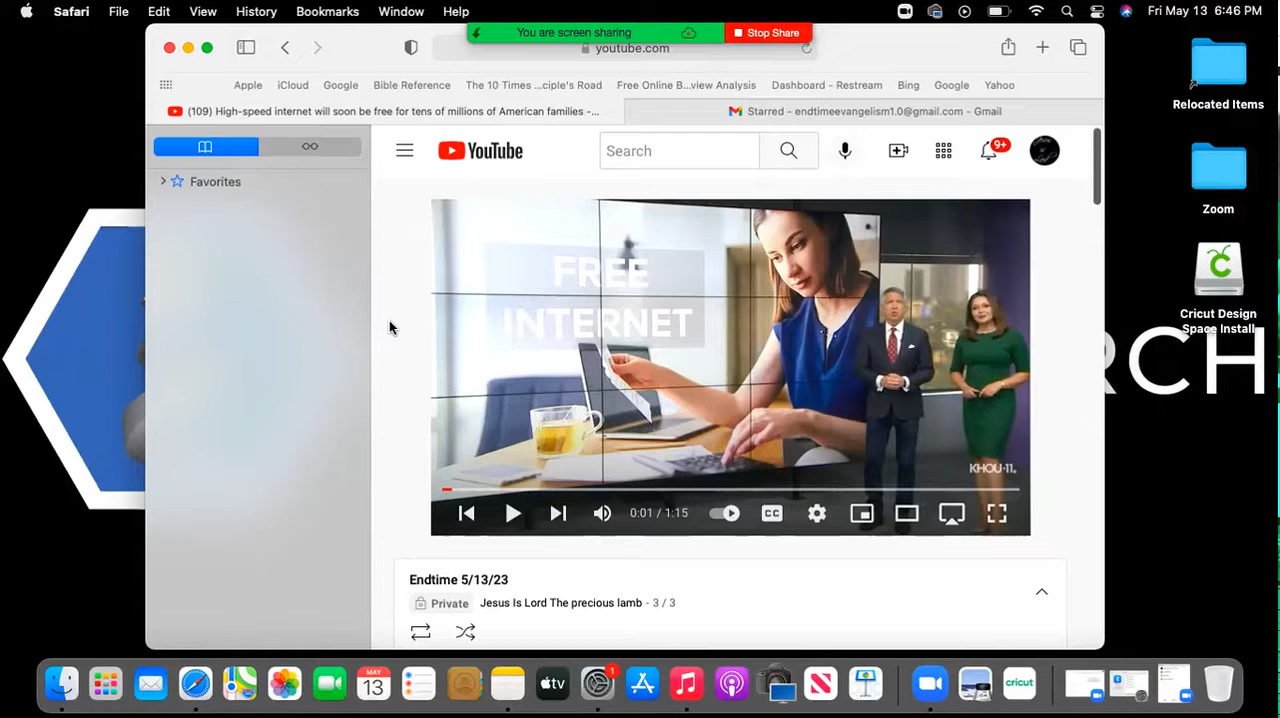 Safari File Edit View History Bookmarks Window Help Fri May 13 6:46 PM
You are screen sharing Stop Share
youtube.com
Apple iCloud Google Bible Reference The 10 Times ...ciple's Road Free Online B...view Analysis Dashboard - Restream Bing Google Yahoo
(109) High-speed internet will soon be free for tens of millions of American families -... Starred - endtimeevangelism1.0@gmail.com - Gmail
Relocated Items
YouTube Search 9+
Favorites
Zoom
FREE
INTERNET
Cricut Design
Space Install
RCH
KHOU 11
0:01 / 1:15 CC
Endtime 5/13/23
Private Jesus Is Lord The precious lamb - 3 / 3
MAY
13
tv
1
cricut